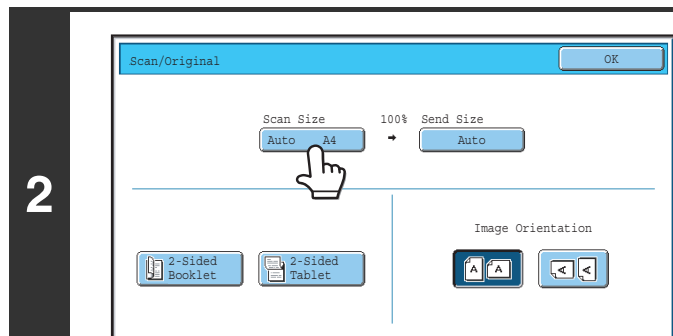 2
Scan/Original
OK
Scan Size 100% Send Size
Auto A4 → Auto
Image Orientation
2-Sided
Booklet
2-Sided
Tablet
A A A A